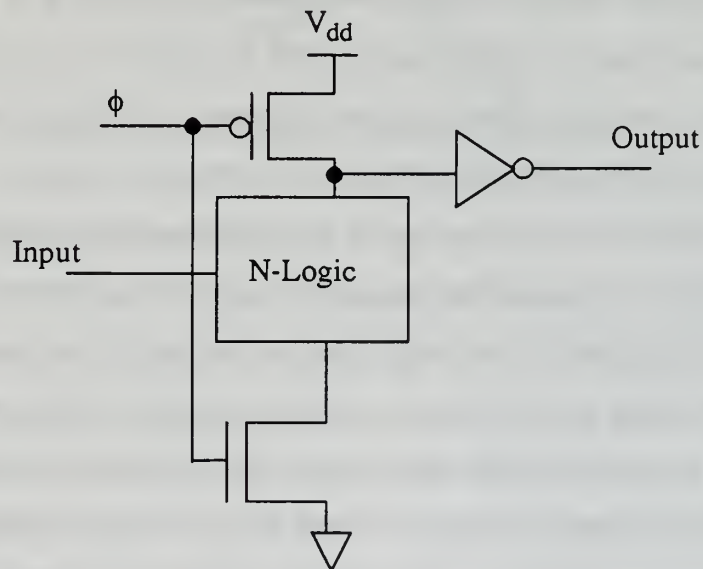 V_dd
ϕ
Output
Input
N-Logic